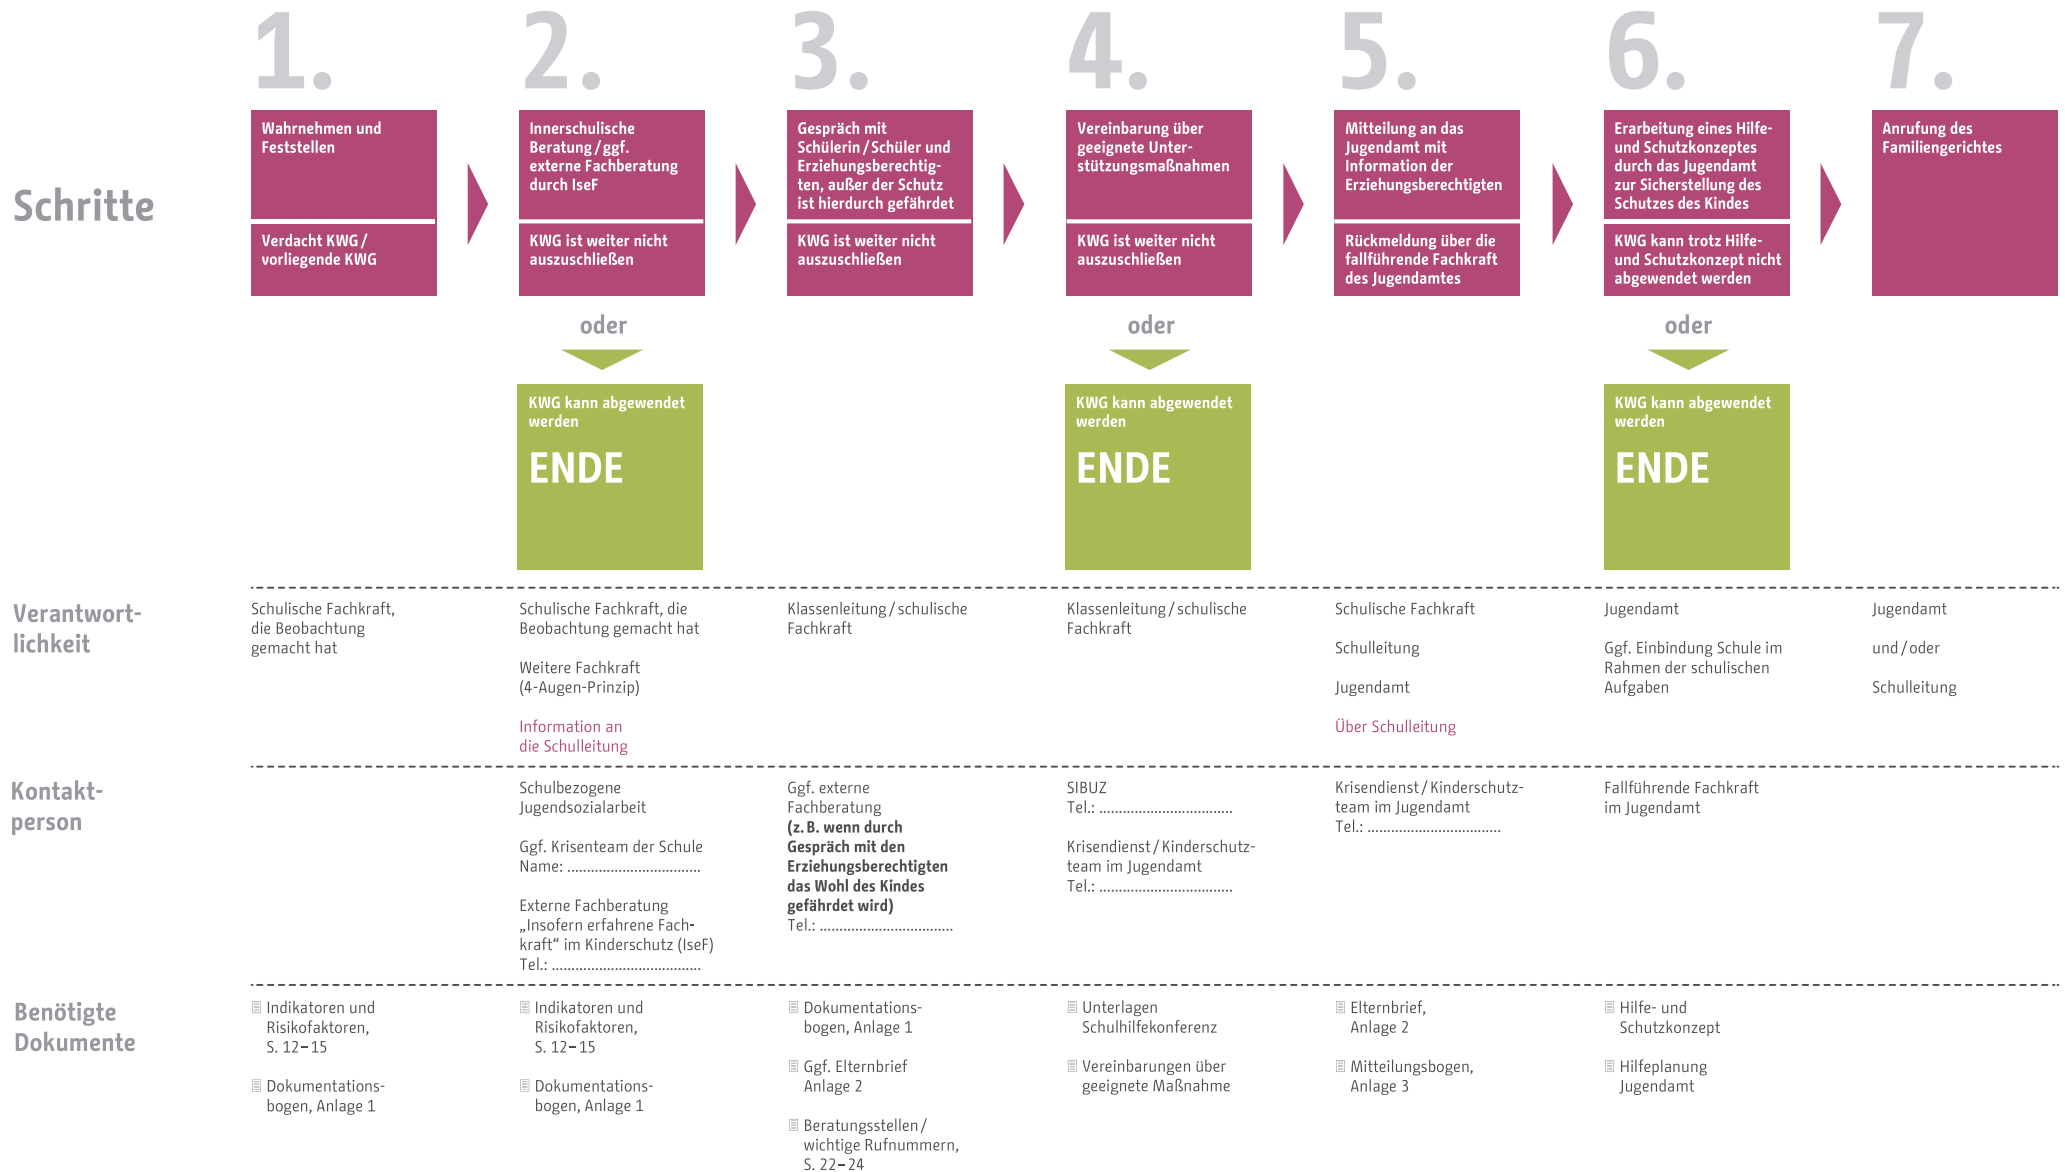 1.
2.
3.
4.
5.
6.
7.
Schritte
Wahrnehmen und
Feststellen
Verdacht KWG /
vorliegende KWG
Innerschulische
Beratung / ggf.
externe Fachberatung
durch IseF
KWG ist weiter nicht
auszuschließen
Gespräch mit
Schülerin / Schüler und
Erziehungsberechtig-
ten, außer der Schutz
ist hierdurch gefährdet
KWG ist weiter nicht
auszuschließen
Vereinbarung über
geeignete Unter-
stützungsmaßnahmen
KWG ist weiter nicht
auszuschließen
Mitteilung an das
Jugendamt mit
Information der
Erziehungsberechtigten
Rückmeldung über die
fallführende Fachkraft
des Jugendamtes
Erarbeitung eines Hilfe-
und Schutzkonzeptes
durch das Jugendamt
zur Sicherstellung des
Schutzes des Kindes
KWG kann trotz Hilfe-
und Schutzkonzept nicht
abgewendet werden
Anrufung des
Familiengerichtes
oder
KWG kann abgewendet
werden
ENDE
oder
KWG kann abgewendet
werden
ENDE
oder
KWG kann abgewendet
werden
ENDE
Verantwort-
lichkeit
Schulische Fachkraft,
die Beobachtung
gemacht hat
Schulische Fachkraft, die
Beobachtung gemacht hat
Weitere Fachkraft
(4-Augen-Prinzip)
Information an
die Schulleitung
Klassenleitung / schulische
Fachkraft
Klassenleitung / schulische
Fachkraft
Schulische Fachkraft
Schulleitung
Jugendamt
Über Schulleitung
Jugendamt
Ggf. Einbindung Schule im
Rahmen der schulischen
Aufgaben
Jugendamt
und / oder
Schulleitung
Kontakt-
person
Schulbezogene
Jugendsozialarbeit
Ggf. Krisenteam der Schule
Name: ..................................
Externe Fachberatung
„Insofern erfahrene Fach-
kraft“ im Kinderschutz (IseF)
Tel.: ......................................
Ggf. externe
Fachberatung
(z. B. wenn durch
Gespräch mit den
Erziehungsberechtigten
das Wohl des Kindes
gefährdet wird)
Tel.: ..................................
SIBUZ
Tel.: ..................................
Krisendienst / Kinderschutz-
team im Jugendamt
Tel.: ..................................
Krisendienst / Kinderschutz-
team im Jugendamt
Tel.: ..................................
Fallführende Fachkraft
im Jugendamt
Benötigte
Dokumente
Indikatoren und
Risikofaktoren,
S. 12–15
Dokumentations-
bogen, Anlage 1
Indikatoren und
Risikofaktoren,
S. 12–15
Dokumentations-
bogen, Anlage 1
Dokumentations-
bogen, Anlage 1
Ggf. Elternbrief
Anlage 2
Beratungsstellen /
wichtige Rufnummern,
S. 22–24
Unterlagen
Schulhilfekonferenz
Vereinbarungen über
geeignete Maßnahme
Elternbrief,
Anlage 2
Mitteilungsbogen,
Anlage 3
Hilfe- und
Schutzkonzept
Hilfeplanung
Jugendamt